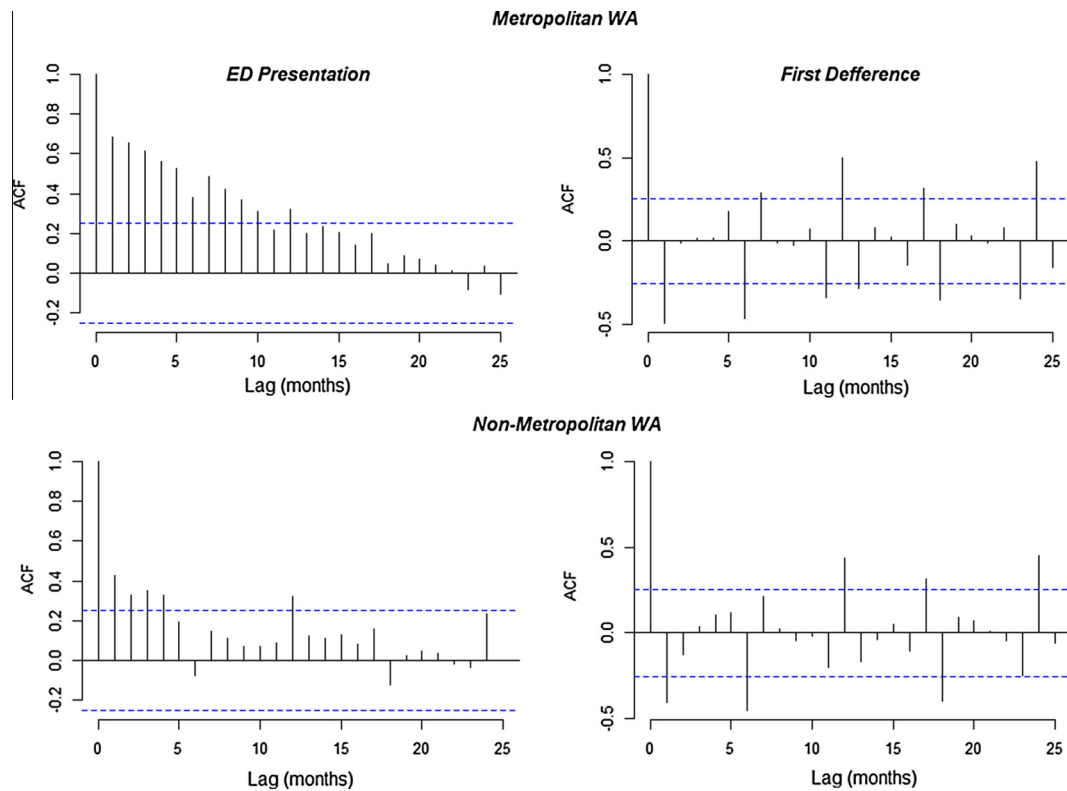 Metropolitan WA
ED Presentation
ACF
1.0
0.8
0.6
0.4
0.2
0.0
-0.2
0 5 10 15 20 25
Lag (months)
First Defference
ACF
1.0
0.5
0.0
-0.5
0 5 10 15 20 25
Lag (months)
Non-Metropolitan WA
ACF
1.0
0.8
0.6
0.4
0.2
0.0
-0.2
0 5 10 15 20 25
Lag (months)
ACF
1.0
0.5
0.0
-0.5
0 5 10 15 20 25
Lag (months)